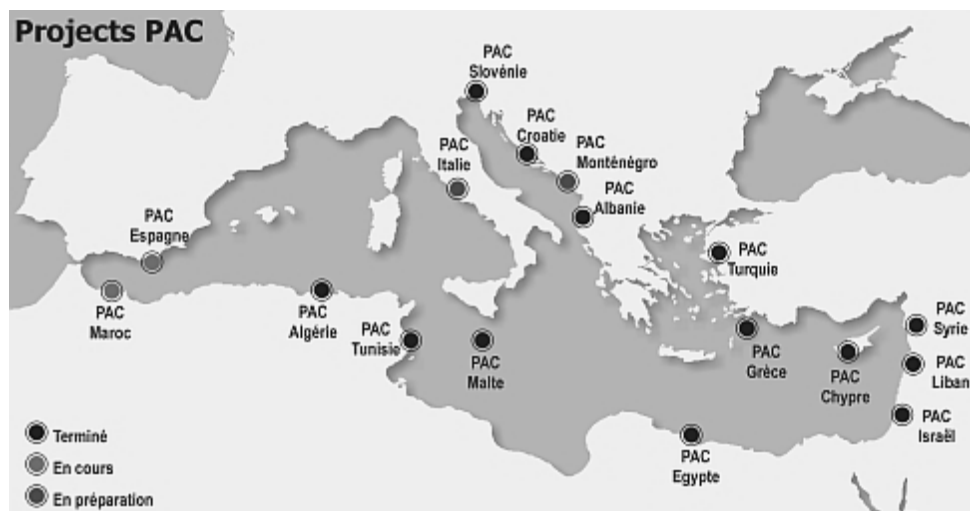 Projects PAC
PAC
Slovénie
PAC
Croatie
PAC
Italie
PAC
Monténégro
PAC
Albanie
PAC
Espagne
PAC
Turquie
PAC
Maroc
PAC
Algérie
PAC
Tunisie
PAC
Malte
PAC
Grèce
PAC
Chypre
PAC
Syrie
PAC
Liban
PAC
Israël
PAC
Egypte
Terminé
En cours
En préparation